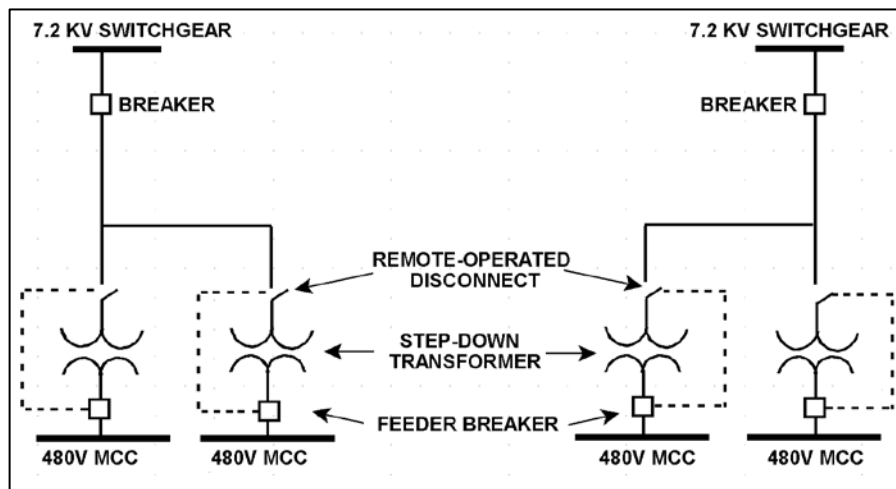 7.2 KV SWITCHGEAR
7.2 KV SWITCHGEAR
BREAKER
BREAKER
REMOTE-OPERATED
DISCONNECT
STEP-DOWN
TRANSFORMER
FEEDER BREAKER
480V MCC
480V MCC
480V MCC
480V MCC